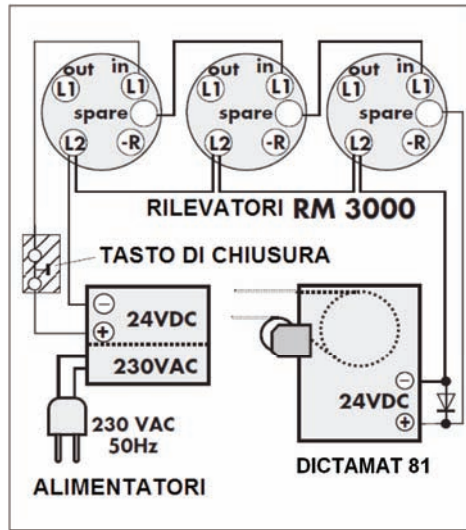 out in out in out in
L1 L1 L1 L1 L1 L1
spare spare spare
L2 -R L2 -R L2 -R
RILEVATORI RM 3000
TASTO DI CHIUSURA
−
24VDC
+
230VAC
230 VAC
50Hz
ALIMENTATORI
−
24VDC
+
DICTAMAT 81